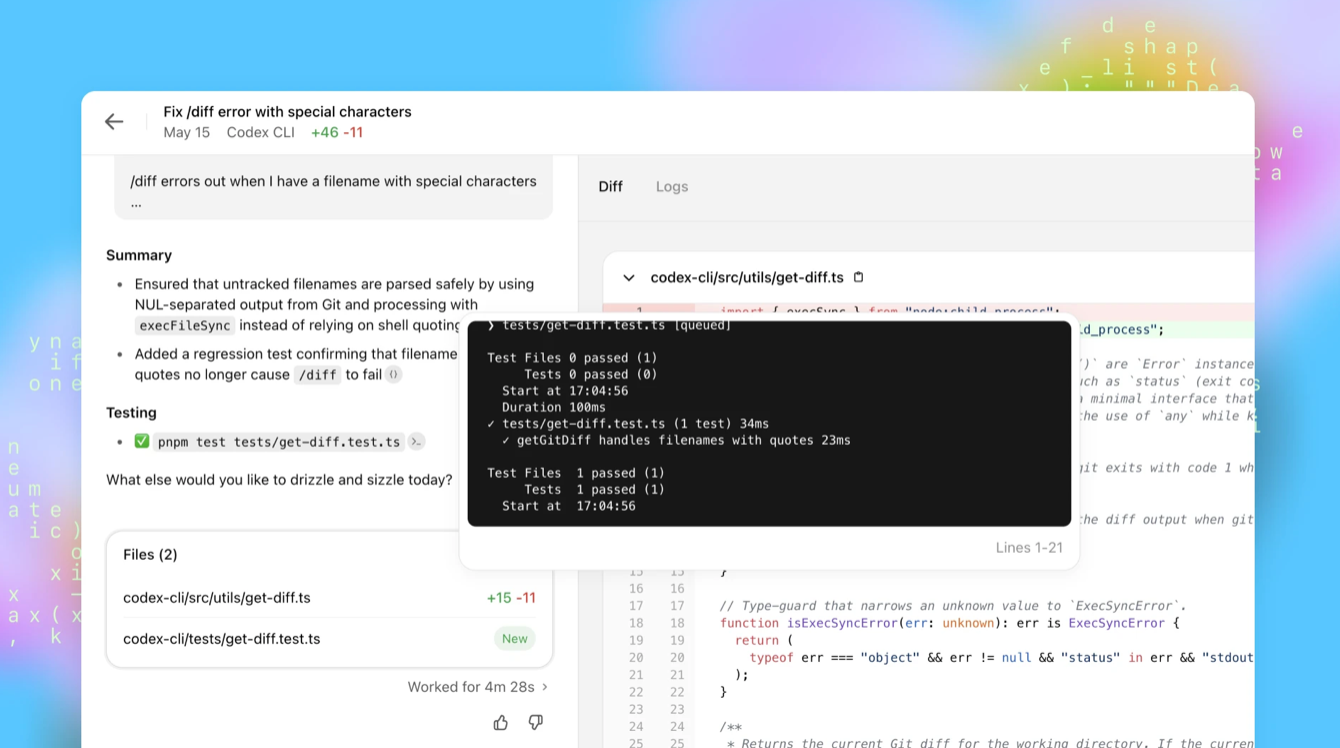 d e
f s h a p
e _ l i s t (
x ) : " " " D e a
e
o w
t a
Fix /diff error with special characters
May 15 Codex CLI +46 -11
/diff errors out when I have a filename with special characters
...
Summary
• Ensured that untracked filenames are parsed safely by using
NUL-separated output from Git and processing with
execFileSync instead of relying on shell quoting
• Added a regression test confirming that filename
quotes no longer cause /diff to fail
Testing
• ✅ pnpm test tests/get-diff.test.ts
What else would you like to drizzle and sizzle today?
Files (2)
codex-cli/src/utils/get-diff.ts +15 -11
codex-cli/tests/get-diff.test.ts New
Worked for 4m 28s >
Diff Logs
codex-cli/src/utils/get-diff.ts
1 import { execSync } from "node:child_process";
ld_process";
)` are `Error` instance
uch as `status` (exit co
minimal interface that
the use of `any` while k
git exits with code 1 wh
the diff output when git
❯ tests/get-diff.test.ts [queued]
Test Files 0 passed (1)
Tests 0 passed (0)
Start at 17:04:56
Duration 100ms
✓ tests/get-diff.test.ts (1 test) 34ms
✓ getGitDiff handles filenames with quotes 23ms
Test Files 1 passed (1)
Tests 1 passed (1)
Start at 17:04:56
Lines 1-21
15 15 }
16 16
17 17 // Type-guard that narrows an unknown value to `ExecSyncError`.
18 18 function isExecSyncError(err: unknown): err is ExecSyncError {
19 19 return (
20 20 typeof err === "object" && err != null && "status" in err && "stdout
21 21 );
22 22 }
23 23
24 24 /**
25 25 * Returns the current Git diff for the working directory. If the curren
y n a
i f
o n e
n
e
u m
a t e
i c )
o
x i
x _
a x ( x
, k